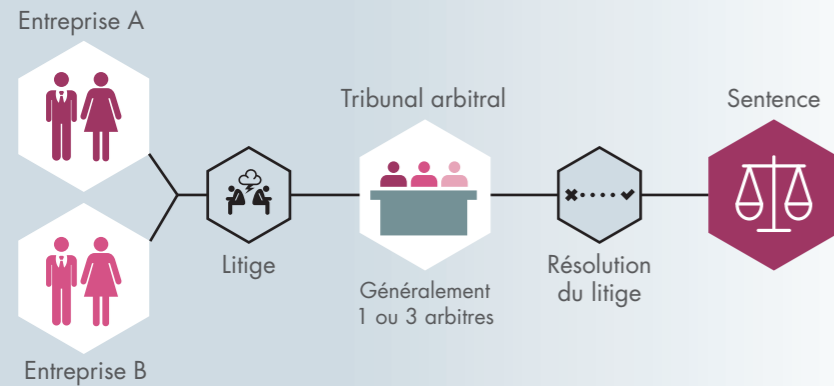 Entreprise A
Entreprise B
Litige
Tribunal arbitral
Généralement
1 ou 3 arbitres
Résolution
du litige
Sentence